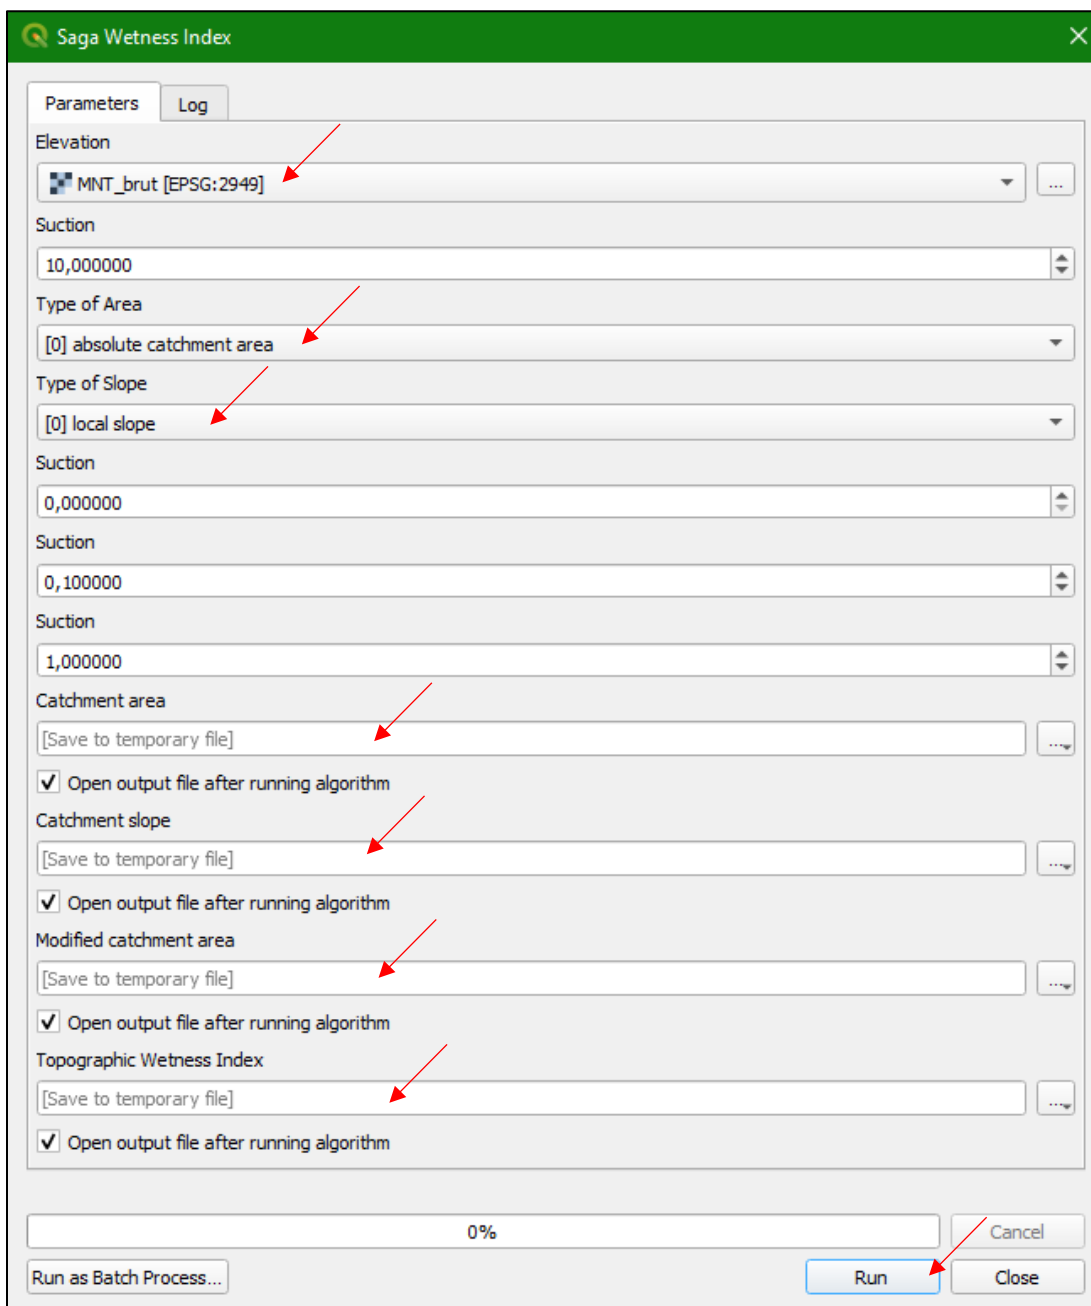 Saga Wetness Index
Parameters
Log
Elevation
MNT_brut [EPSG:2949]
...
Suction
10,000000
Type of Area
[0] absolute catchment area
Type of Slope
[0] local slope
Suction
0,000000
Suction
0,100000
Suction
1,000000
Catchment area
[Save to temporary file]
...
Open output file after running algorithm
Catchment slope
[Save to temporary file]
...
Open output file after running algorithm
Modified catchment area
[Save to temporary file]
...
Open output file after running algorithm
Topographic Wetness Index
[Save to temporary file]
...
Open output file after running algorithm
0%
Cancel
Run as Batch Process...
Run
Close